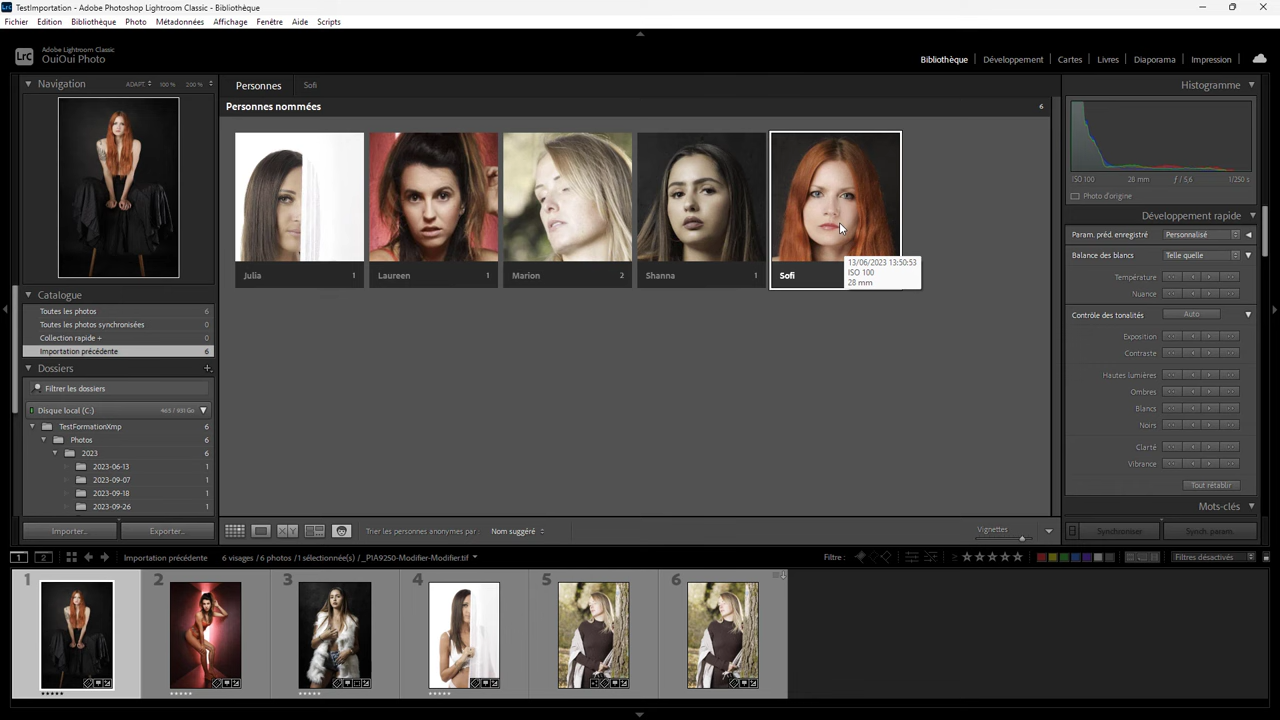 TestImportation - Adobe Photoshop Lightroom Classic - Bibliothèque
Fichier Edition Bibliothèque Photo Métadonnées Affichage Fenêtre Aide Scripts
Lrc
Adobe Lightroom Classic
OuiOui Photo
Bibliothèque Développement Cartes Livres Diaporama Impression
Navigation ADAPT 100 % 200 %
Personnes Sofi
Histogramme
Personnes nommées 6
ISO 100 28 mm ƒ / 5,6 1/250 s
Photo d'origine
Développement rapide
Param. préd. enregistré Personnalisé
Balance des blancs Telle quelle
Température
Nuance
Contrôle des tonalités Auto
Exposition
Contraste
Hautes lumières
Ombres
Blancs
Noirs
Clarté
Vibrance
Tout rétablir
Mots-clés
Julia 1
Laureen 1
Marion 2
Shanna 1
Sofi
13/06/2023 13:50:53
ISO 100
28 mm
Catalogue
Toutes les photos 6
Toutes les photos synchronisées 0
Collection rapide + 0
Importation précédente 6
Dossiers +
Filtrer les dossiers
Disque local (C:) 465 / 931 Go
TestFormationXmp 6
Photos 6
2023 6
2023-06-13 1
2023-09-07 1
2023-09-18 1
2023-09-26 1
Importer... Exporter...
XY
Trier les personnes anonymes par : Nom suggéré
Vignettes
Synchroniser Synch. param.
1 2 Importation précédente 6 visages / 6 photos / 1 sélectionnée(s) / _PIA9250-Modifier-Modifier.tif
Filtre : Filtres désactivés
1 2 3 4 5 6